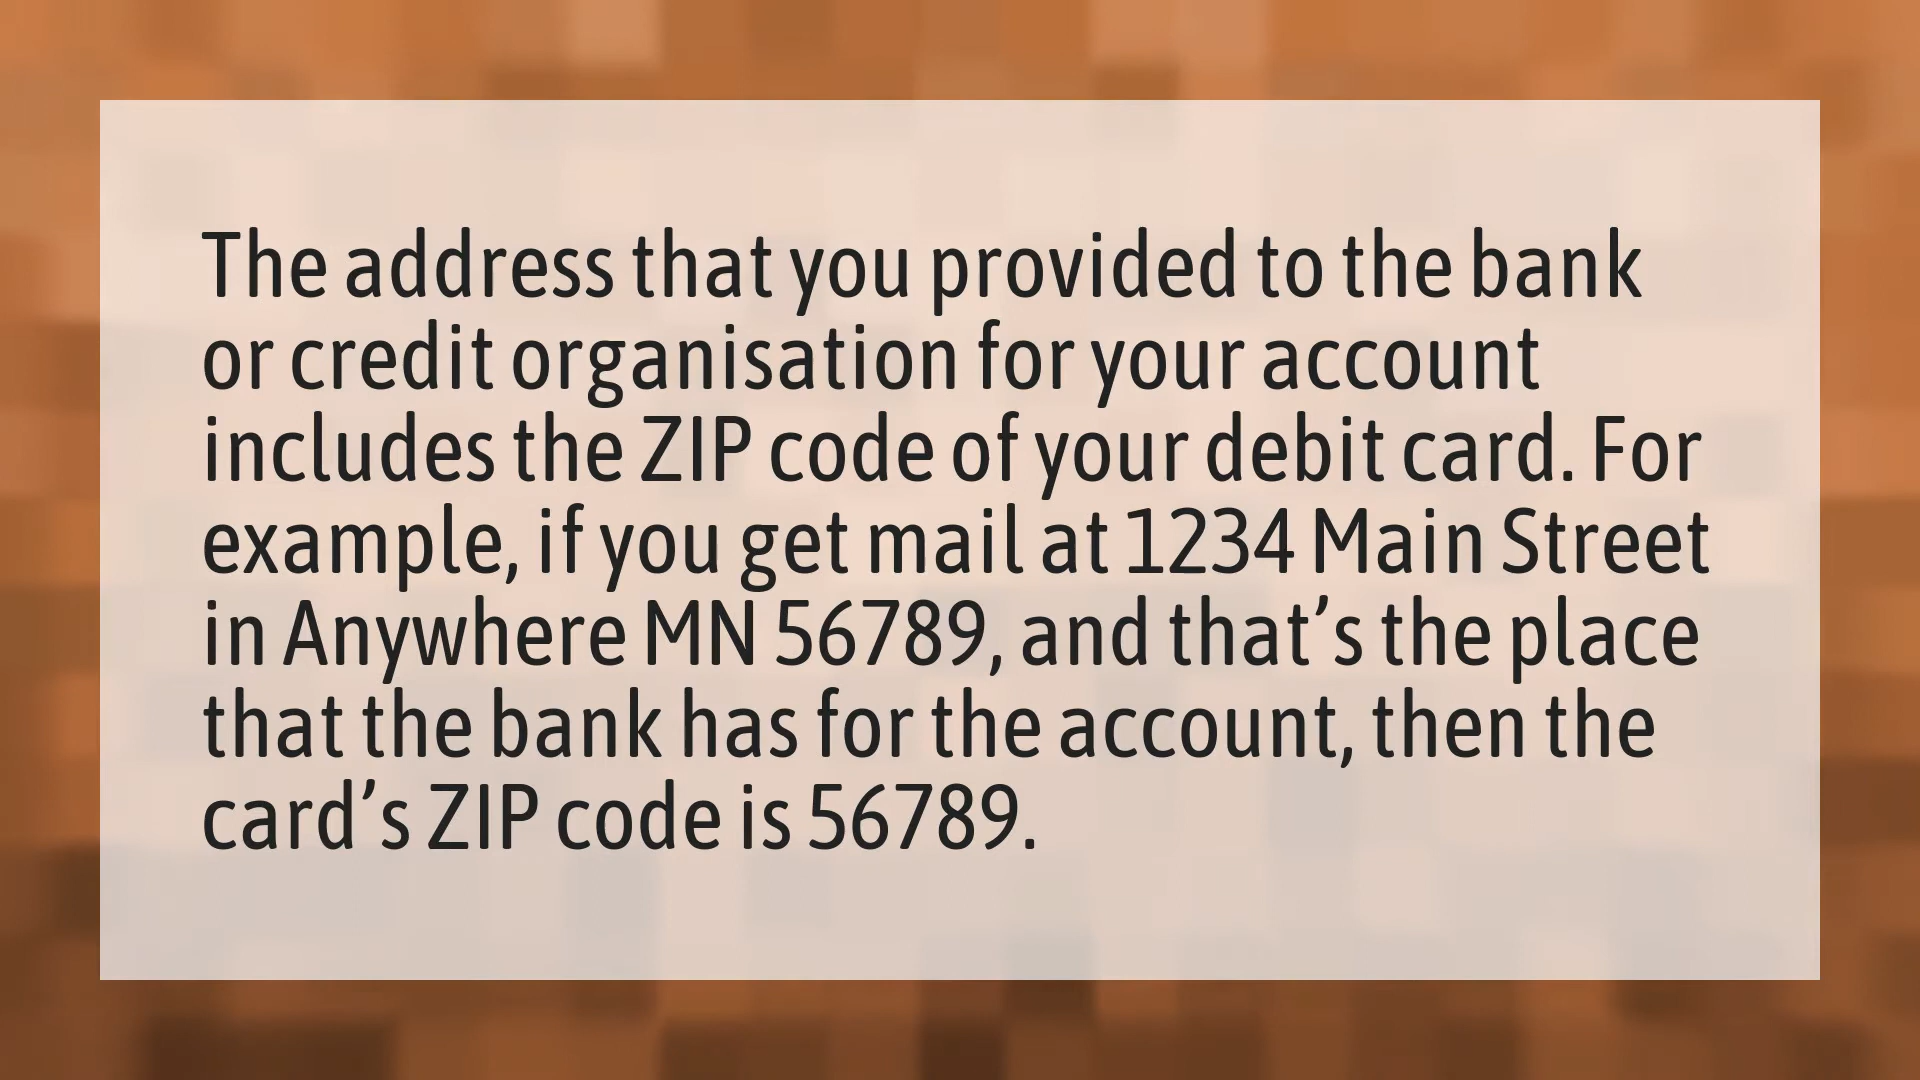 The address that you provided to the bank
or credit organisation for your account
includes the ZIP code of your debit card. For
example, if you get mail at 1234 Main Street
in Anywhere MN 56789, and that’s the place
that the bank has for the account, then the
card’s ZIP code is 56789.